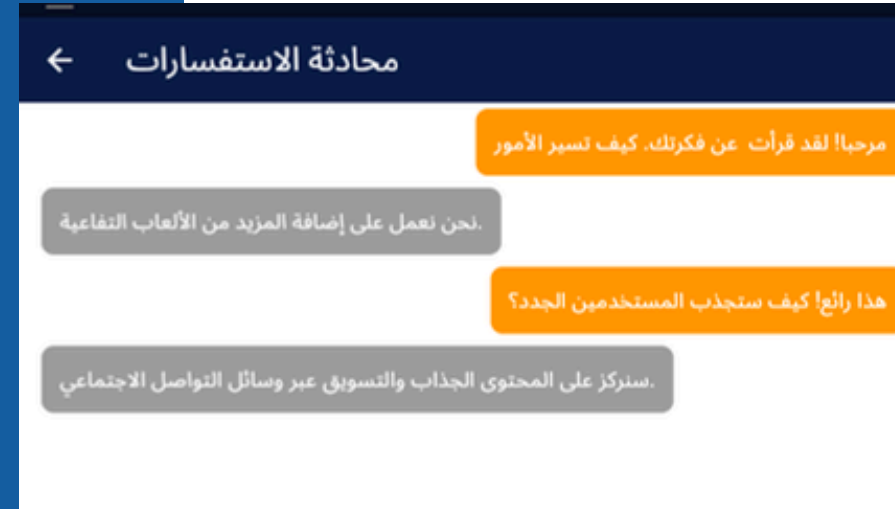 محادثة الاستفسارات
مرحبا! لقد قرأت عن فكرتك. كيف تسير الأمور
نحن نعمل على إضافة المزيد من الألعاب التفاعية.
هذا رائع! كيف ستجذب المستخدمين الجدد؟
سنركز على المحتوى الجذاب والتسويق عبر وسائل التواصل الاجتماعي.